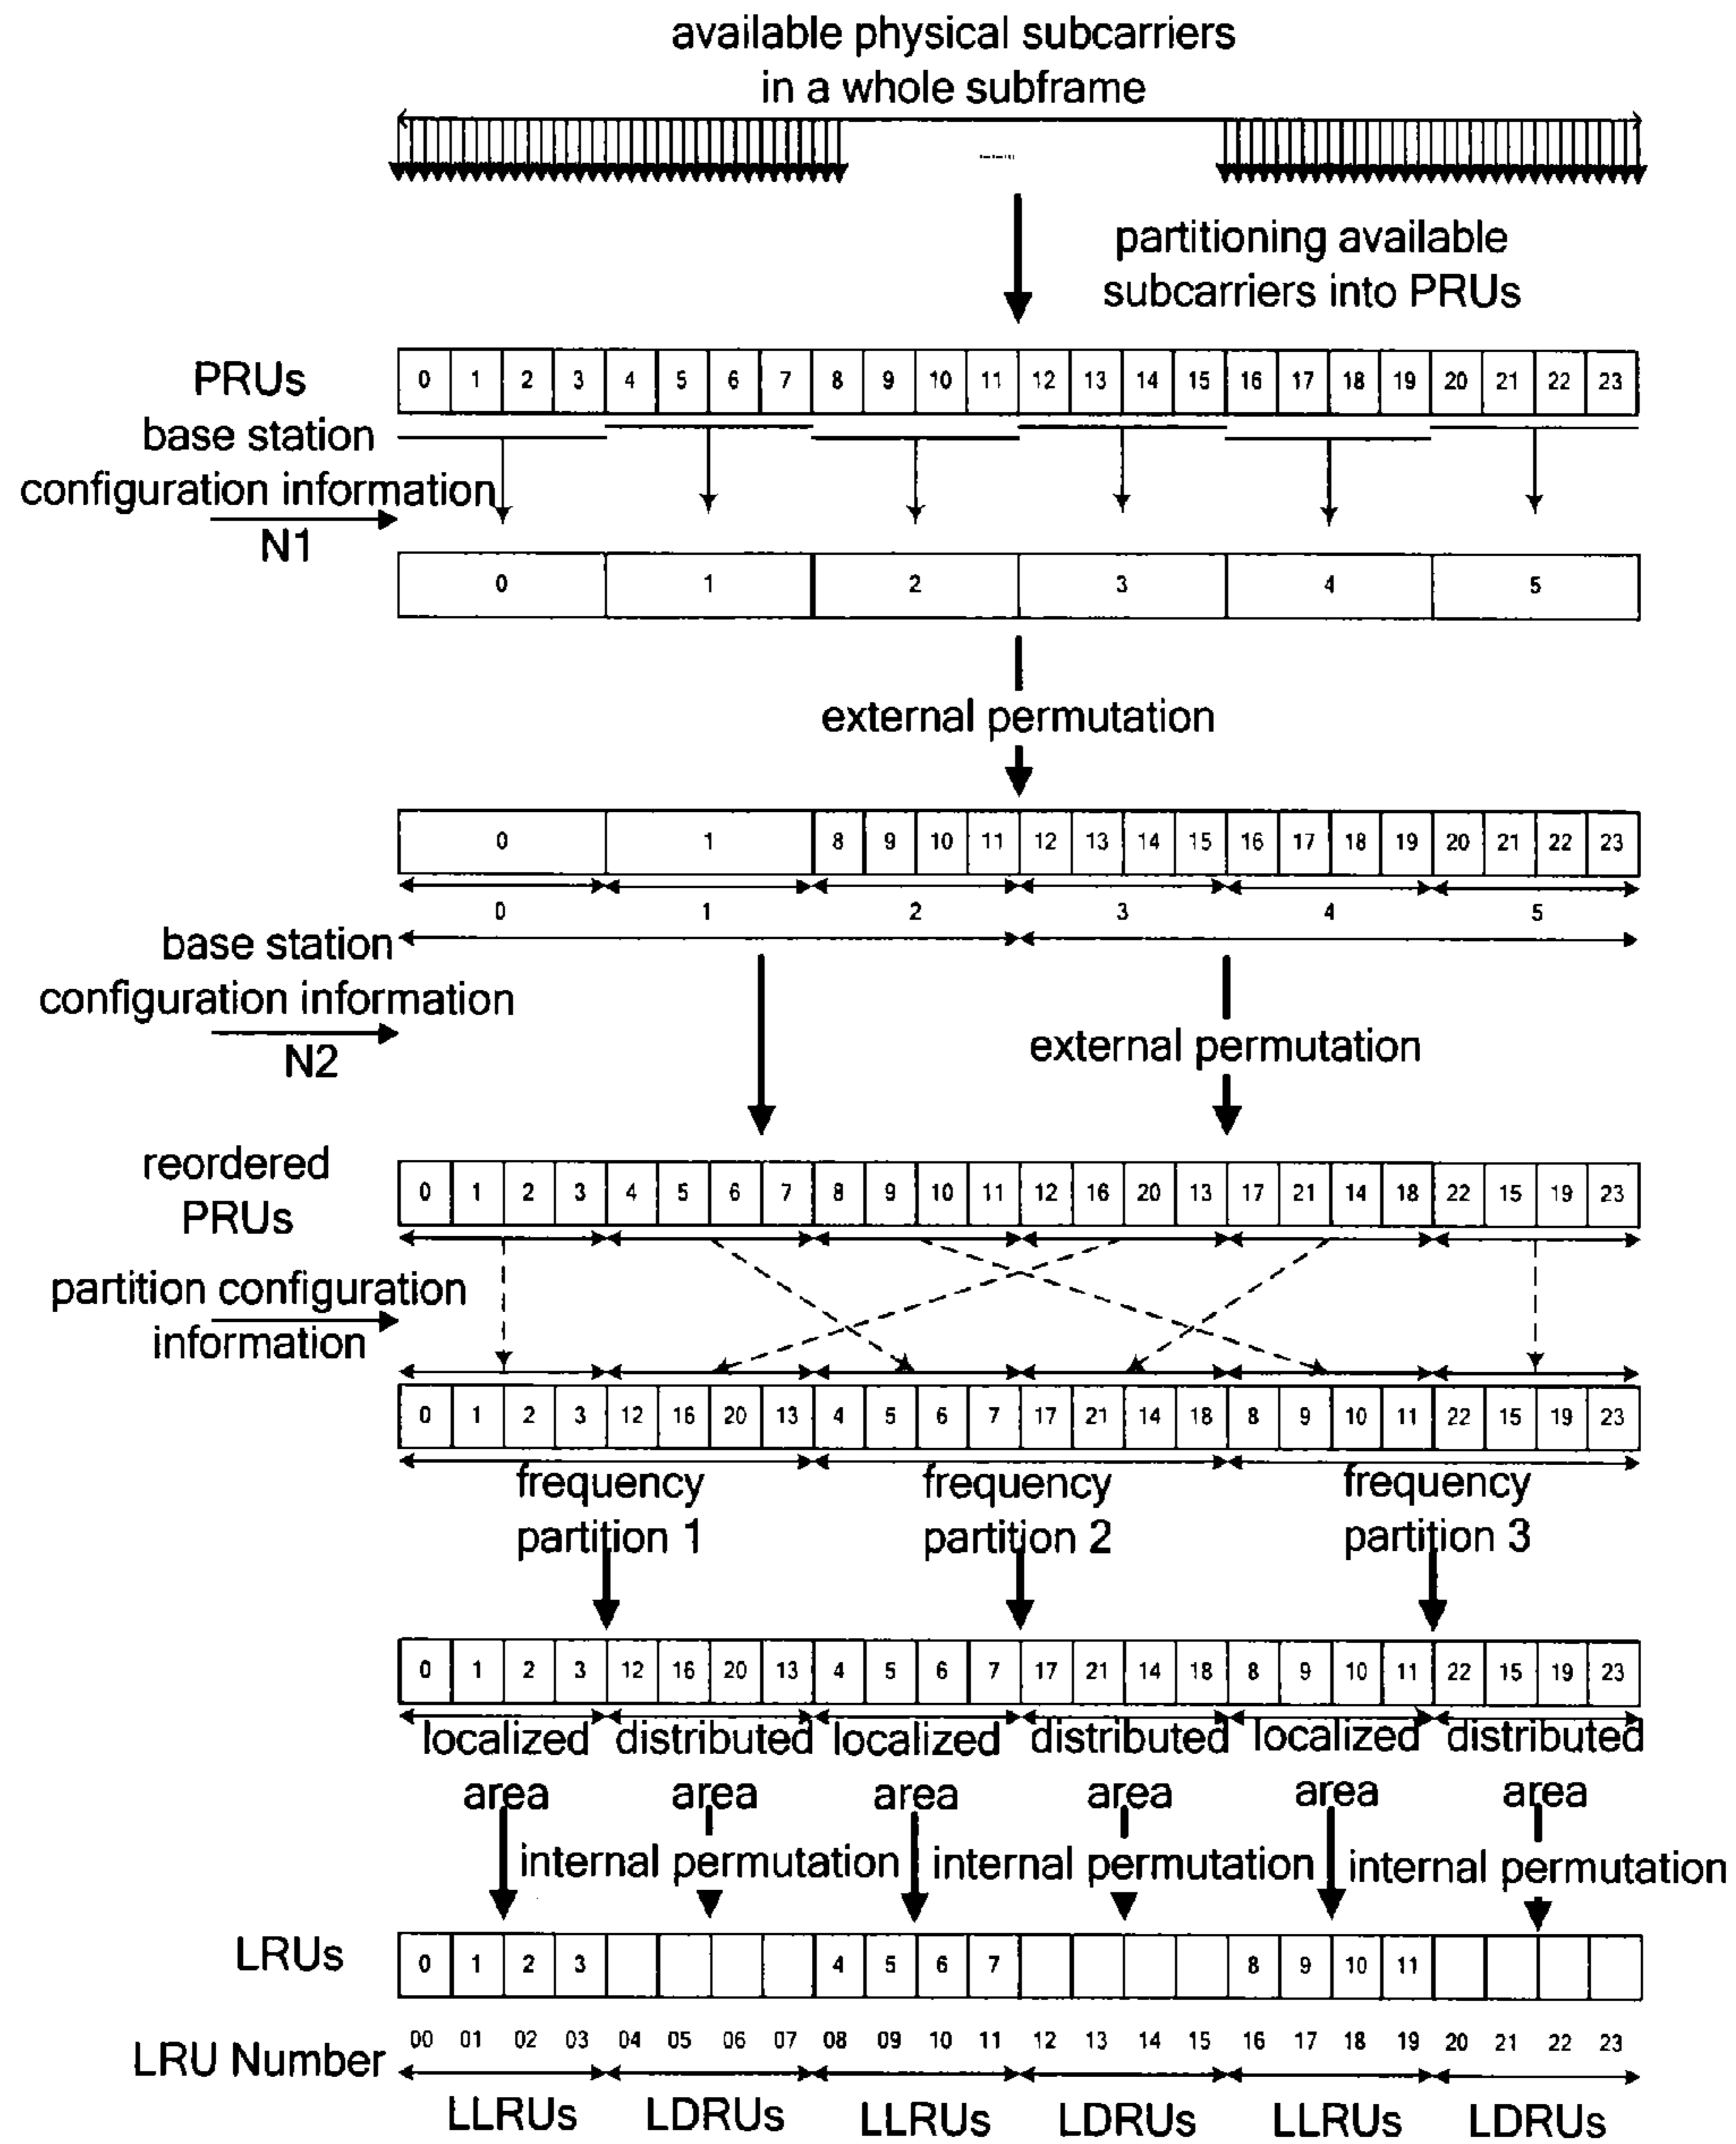 available physical subcarriers
in a whole subframe
partitioning available
subcarriers into PRUs
PRUs 0 1 2 3 4 5 6 7 8 9 10 11 12 13 14 15 16 17 18 19 20 21 22 23
base station
configuration information
N1
0 1 2 3 4 5
external permutation
0 1 8 9 10 11 12 13 14 15 16 17 18 19 20 21 22 23
0 1 2 3 4 5
base station
configuration information
N2
external permutation
reordered
PRUs
0 1 2 3 4 5 6 7 8 9 10 11 12 16 20 13 17 21 14 18 22 15 19 23
partition configuration
information
0 1 2 3 12 16 20 13 4 5 6 7 17 21 14 18 8 9 10 11 22 15 19 23
frequency frequency frequency
partition 1 partition 2 partition 3
0 1 2 3 12 16 20 13 4 5 6 7 17 21 14 18 8 9 10 11 22 15 19 23
localized distributed localized distributed localized distributed
area area area area area area
internal permutation internal permutation internal permutation
LRUs 0 1 2 3 4 5 6 7 8 9 10 11
LRU Number 00 01 02 03 04 05 06 07 08 09 10 11 12 13 14 15 16 17 18 19 20 21 22 23
LLRUs LDRUs LLRUs LDRUs LLRUs LDRUs